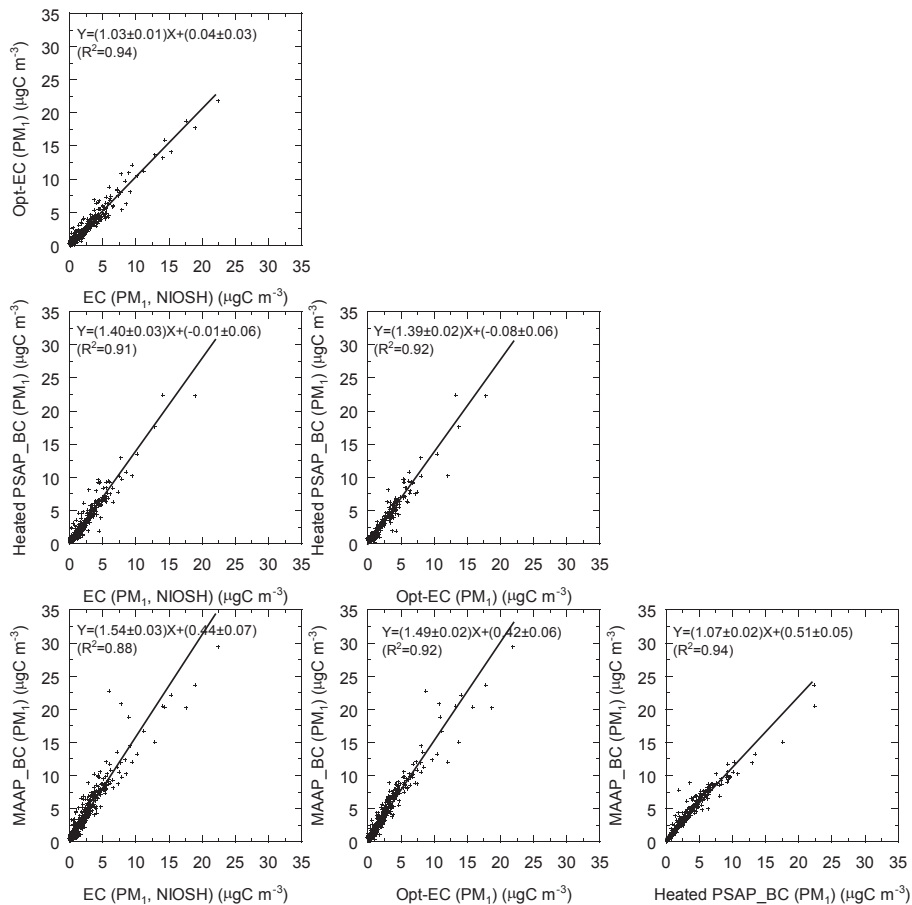 Y=(1.03±0.01)X+(0.04±0.03)
(R²=0.94)
Opt-EC (PM₁) (μgC m⁻³)
35
30
25
20
15
10
5
0
0 5 10 15 20 25 30 35
EC (PM₁, NIOSH) (μgC m⁻³)
Y=(1.40±0.03)X+(-0.01±0.06)
(R²=0.91)
Heated PSAP_BC (PM₁) (μgC m⁻³)
35
30
25
20
15
10
5
0
0 5 10 15 20 25 30 35
EC (PM₁, NIOSH) (μgC m⁻³)
Y=(1.39±0.02)X+(-0.08±0.06)
(R²=0.92)
Heated PSAP_BC (PM₁) (μgC m⁻³)
35
30
25
20
15
10
5
0
0 5 10 15 20 25 30 35
Opt-EC (PM₁) (μgC m⁻³)
Y=(1.54±0.03)X+(0.44±0.07)
(R²=0.88)
MAAP_BC (PM₁) (μgC m⁻³)
35
30
25
20
15
10
5
0
0 5 10 15 20 25 30 35
EC (PM₁, NIOSH) (μgC m⁻³)
Y=(1.49±0.02)X+(0.42±0.06)
(R²=0.92)
MAAP_BC (PM₁) (μgC m⁻³)
35
30
25
20
15
10
5
0
0 5 10 15 20 25 30 35
Opt-EC (PM₁) (μgC m⁻³)
Y=(1.07±0.02)X+(0.51±0.05)
(R²=0.94)
MAAP_BC (PM₁) (μgC m⁻³)
35
30
25
20
15
10
5
0
0 5 10 15 20 25 30 35
Heated PSAP_BC (PM₁) (μgC m⁻³)